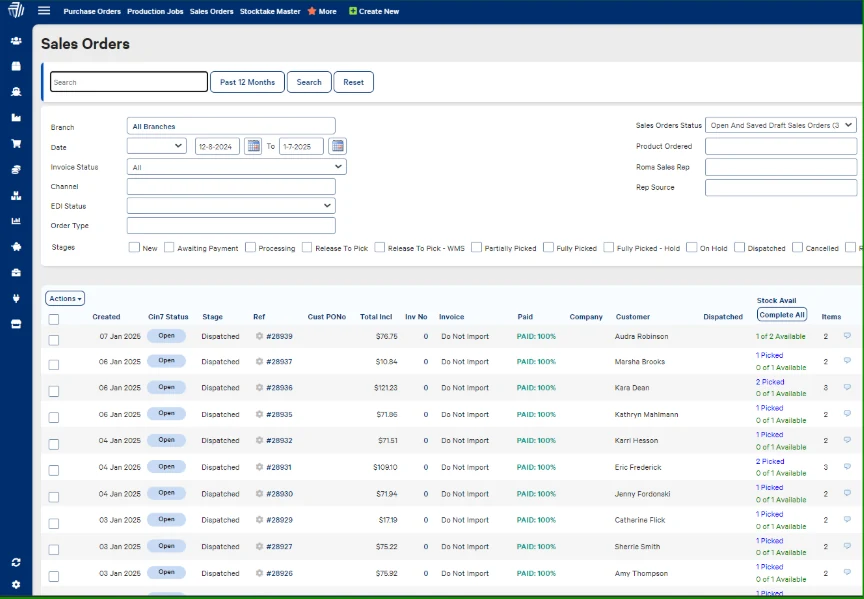 Purchase Orders Production Jobs Sales Orders Stocktake Master More Create New
Sales Orders
Search Past 12 Months Search Reset
Branch All Branches Sales Orders Status Open And Saved Draft Sales Orders (3
Date 12-8-2024 To 1-7-2025 Product Ordered
Invoice Status All Roms Sales Rep
Channel Rep Source
EDI Status
Order Type
Stages New Awaiting Payment Processing Release To Pick Release To Pick - WMS Partially Picked Fully Picked Fully Picked - Hold On Hold Dispatched Cancelled
Actions Stock Avail
Created Cin7 Status Stage Ref Cust PONo Total Incl Inv No Invoice Paid Company Customer Dispatched Complete All Items
07 Jan 2025 Open Dispatched #28939 $76.75 0 Do Not Import PAID: 100% Audra Robinson 1 of 2 Available 2
06 Jan 2025 Open Dispatched #28937 $10.84 0 Do Not Import PAID: 100% Marsha Brooks 1 Picked 2
0 of 1 Available
06 Jan 2025 Open Dispatched #28936 $121.23 0 Do Not Import PAID: 100% Kara Dean 2 Picked 3
0 of 1 Available
06 Jan 2025 Open Dispatched #28935 $71.86 0 Do Not Import PAID: 100% Kathryn Mahlmann 1 Picked 2
0 of 1 Available
04 Jan 2025 Open Dispatched #28932 $71.51 0 Do Not Import PAID: 100% Karri Hesson 1 Picked 2
0 of 1 Available
04 Jan 2025 Open Dispatched #28931 $109.10 0 Do Not Import PAID: 100% Eric Frederick 2 Picked 3
0 of 1 Available
04 Jan 2025 Open Dispatched #28930 $71.94 0 Do Not Import PAID: 100% Jenny Fordonski 1 Picked 2
0 of 1 Available
03 Jan 2025 Open Dispatched #28929 $17.19 0 Do Not Import PAID: 100% Catherine Flick 1 Picked 2
0 of 1 Available
03 Jan 2025 Open Dispatched #28927 $75.22 0 Do Not Import PAID: 100% Sherrie Smith 1 Picked 2
0 of 1 Available
03 Jan 2025 Open Dispatched #28926 $75.92 0 Do Not Import PAID: 100% Amy Thompson 1 Picked 2
0 of 1 Available
1 Picked